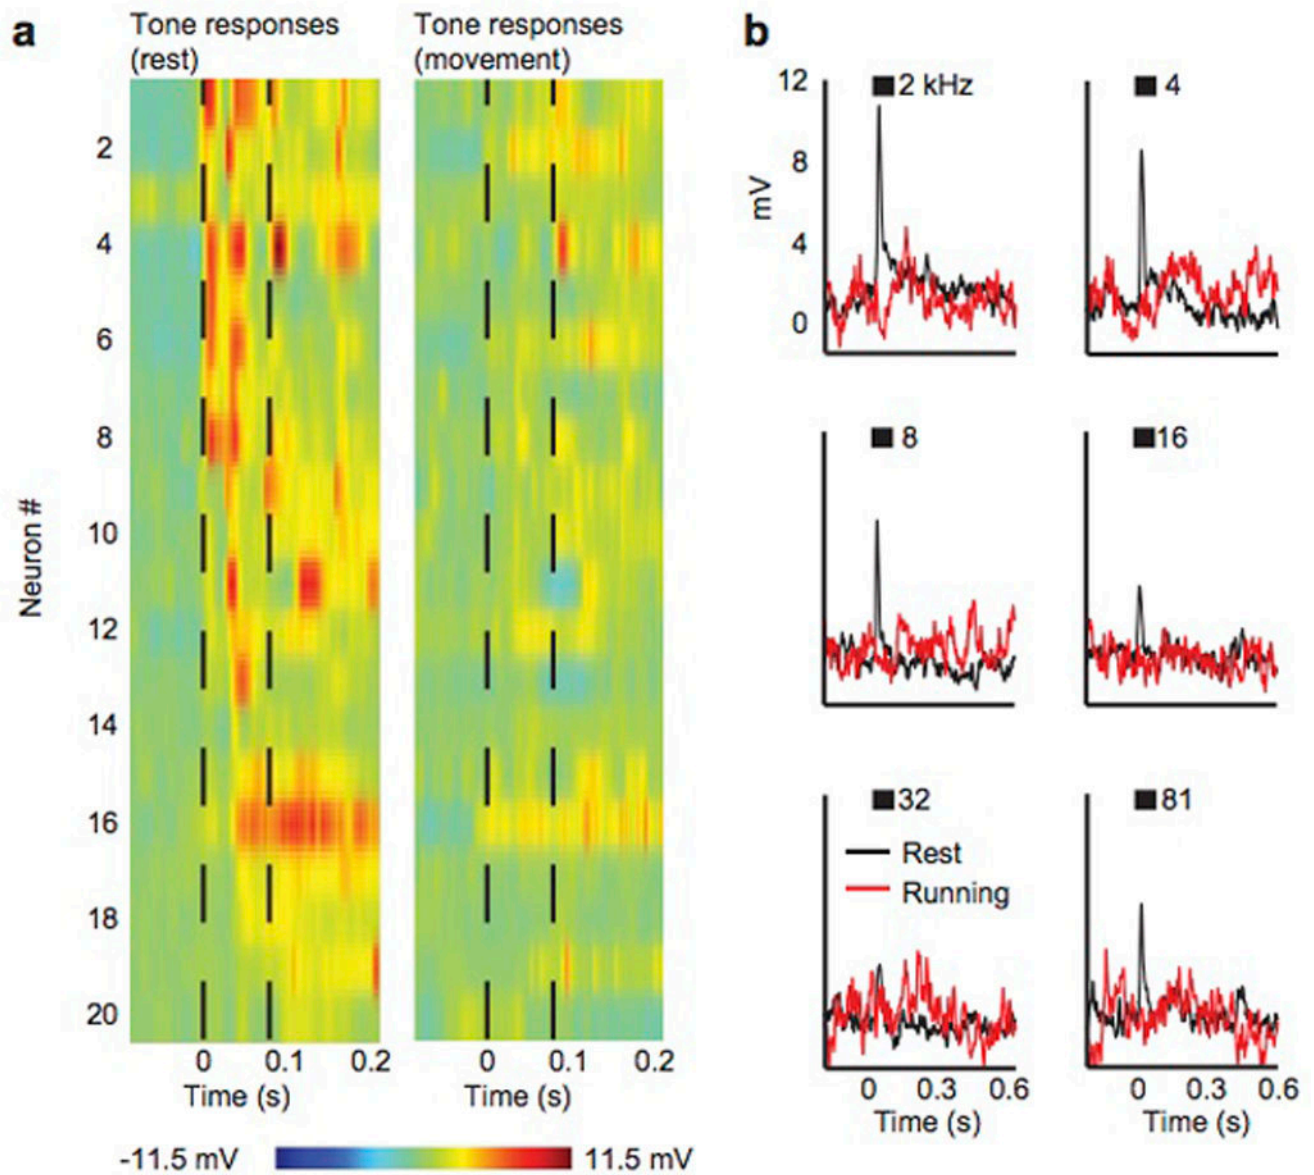 a
Tone responses
(rest)
Tone responses
(movement)
Neuron #
2
4
6
8
10
12
14
16
18
20
0 0.1 0.2
Time (s)
0 0.1 0.2
Time (s)
-11.5 mV 11.5 mV
b
mV
12
8
4
0
2 kHz
4
8
16
32
81
Rest
Running
0 0.3 0.6
Time (s)
0 0.3 0.6
Time (s)